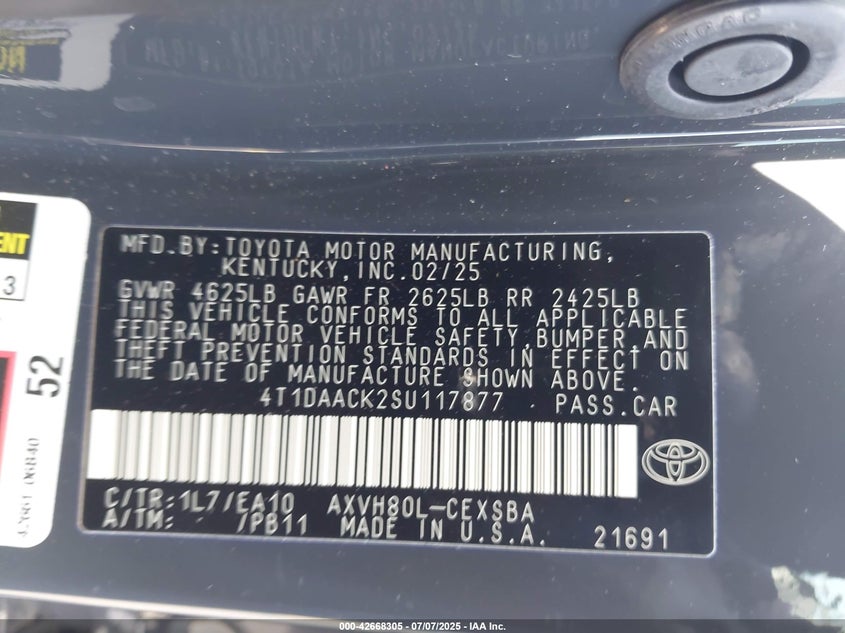 MFD.BY:TOYOTA MOTOR MANUFACTURING,
KENTUCKY,INC.02/25
GVWR 4625LB GAWR FR 2625LB RR 2425LB
THIS VEHICLE CONFORMS TO ALL APPLICABLE
FEDERAL MOTOR VEHICLE SAFETY,BUMPER,AND
THEFT PREVENTION STANDARDS IN EFFECT ON
THE DATE OF MANUFACTURE SHOWN ABOVE.
4T1DAACK2SU117877 PASS.CAR
C/TR:1L7/EA10 AXVH80L-CEXSBA
A/TM: /PB11 MADE IN U.S.A. 21691
3
52
42661 06840
000 - 42668305 - 07/07/2025 - IAA Inc.